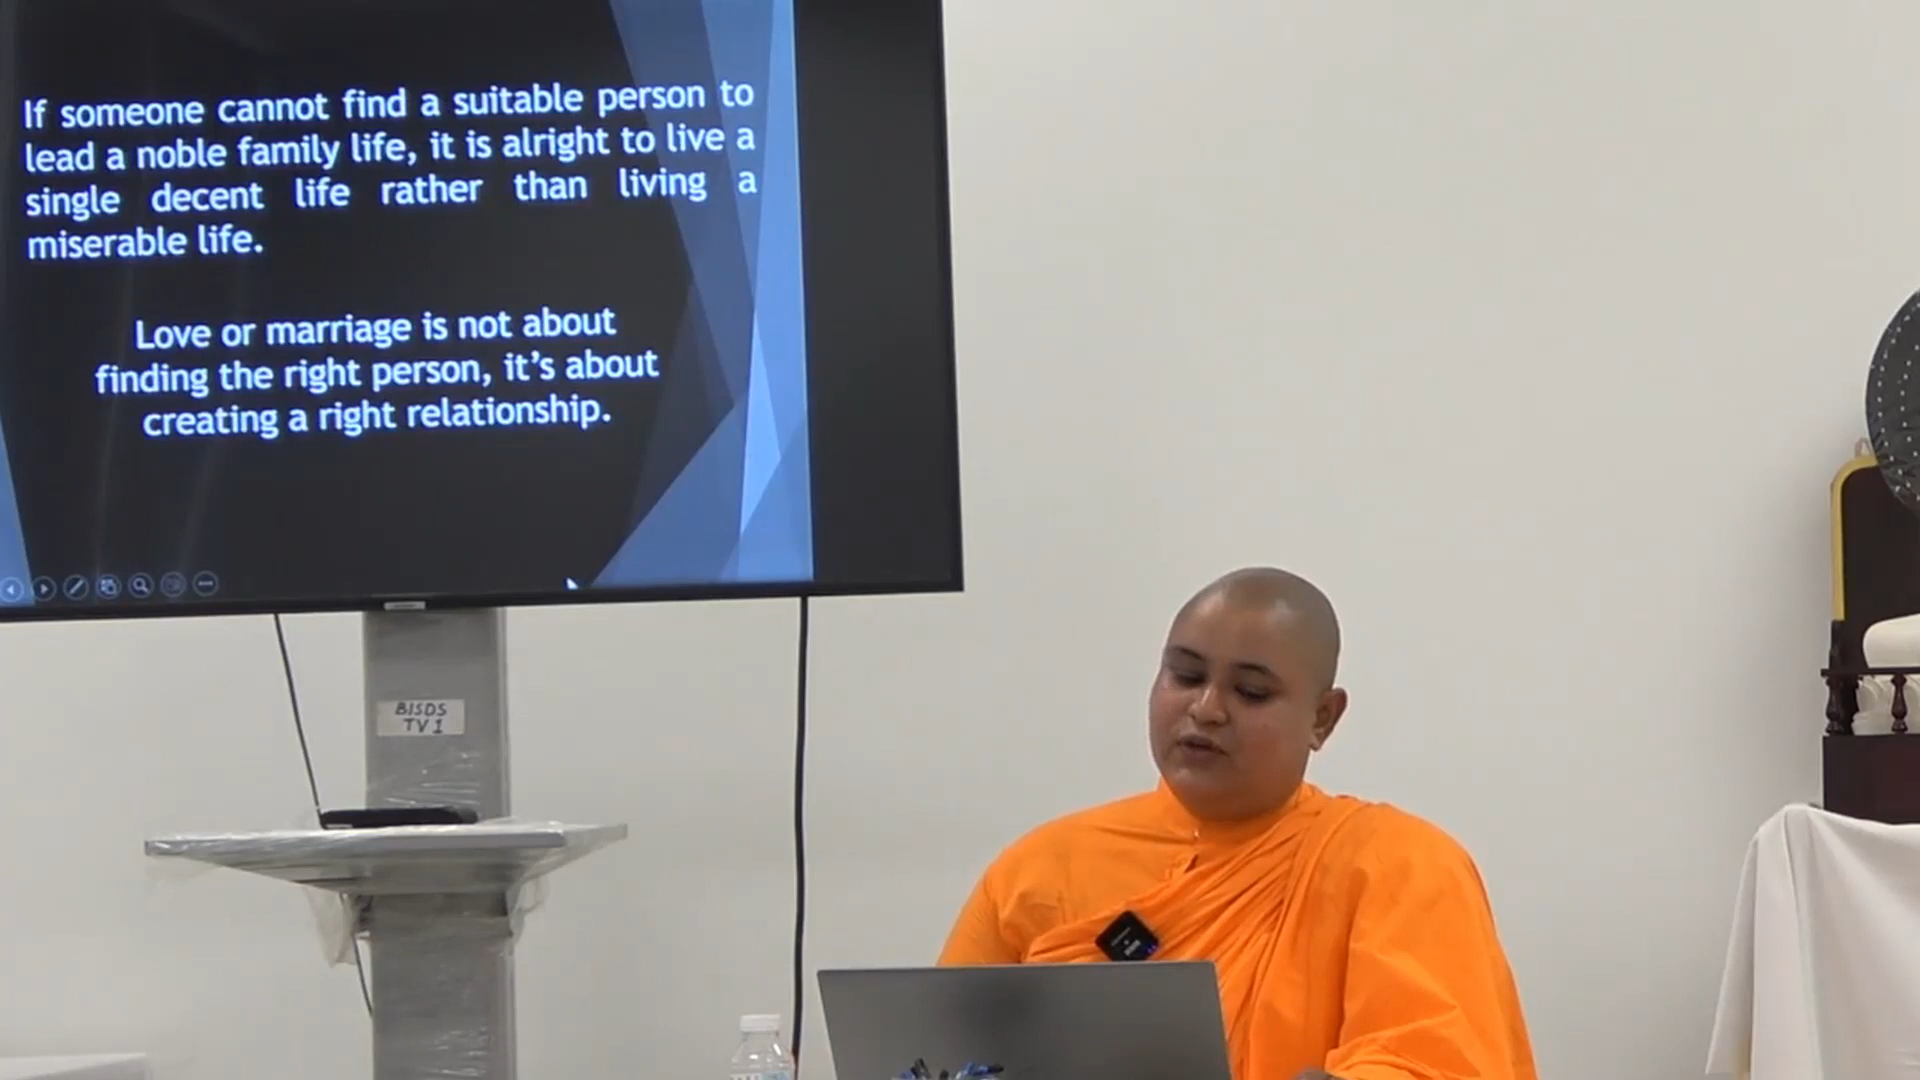 If someone cannot find a suitable person to
lead a noble family life, it is alright to live a
single decent life rather than living a
miserable life.
Love or marriage is not about
finding the right person, it's about
creating a right relationship.
BISDS
TV 1